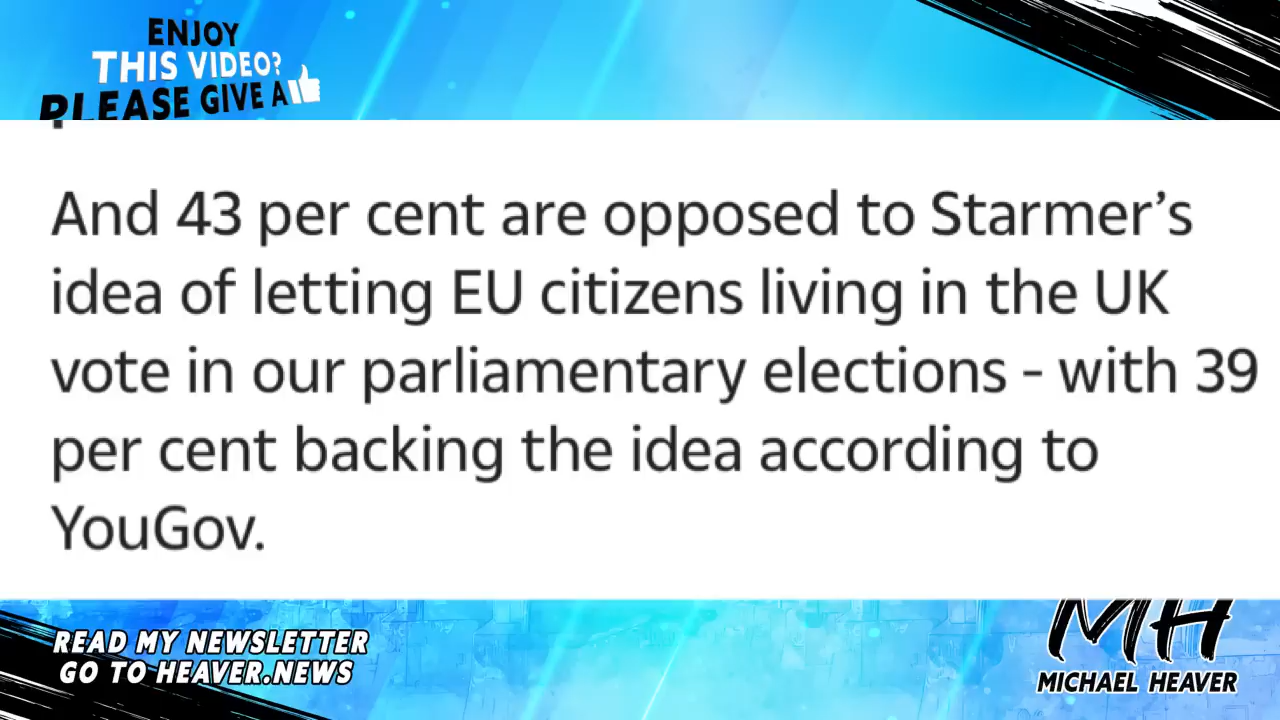 ENJOY
THIS VIDEO?
PLEASE GIVE A
And 43 per cent are opposed to Starmer’s
idea of letting EU citizens living in the UK
vote in our parliamentary elections - with 39
per cent backing the idea according to
YouGov.
READ MY NEWSLETTER
GO TO HEAVER.NEWS
MH
MICHAEL HEAVER